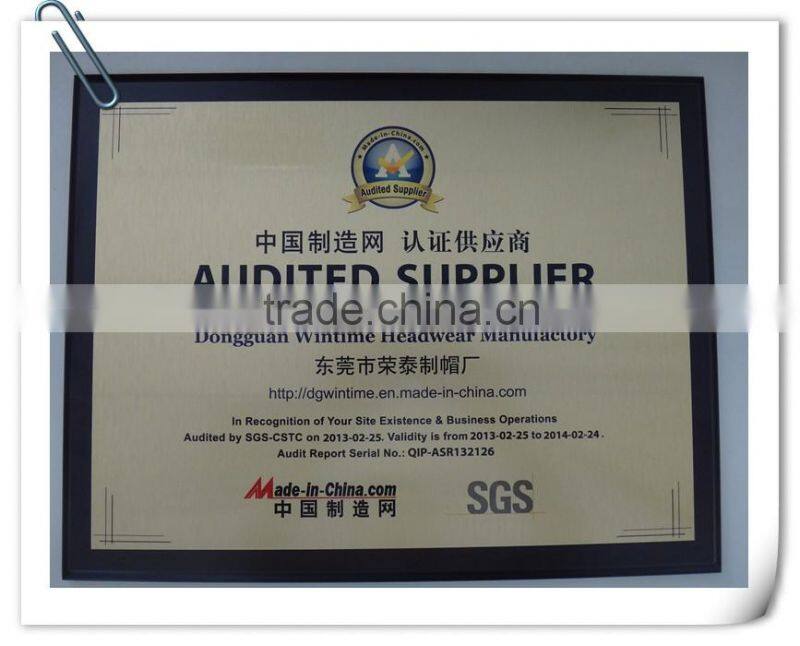 Made-in-China.com
Audited Supplier
中国制造网 认证供应商
AUDITED SUPPLIER
trade.china.cn
Dongguan Wintime Headwear Manufactory
东莞市荣泰制帽厂
http://dgwintime.en.made-in-china.com
In Recognition of Your Site Existence & Business Operations
Audited by SGS-CSTC on 2013-02-25. Validity is from 2013-02-25 to 2014-02-24.
Audit Report Serial No.: QIP-ASR132126
Made-in-China.com
中国制造网
SGS